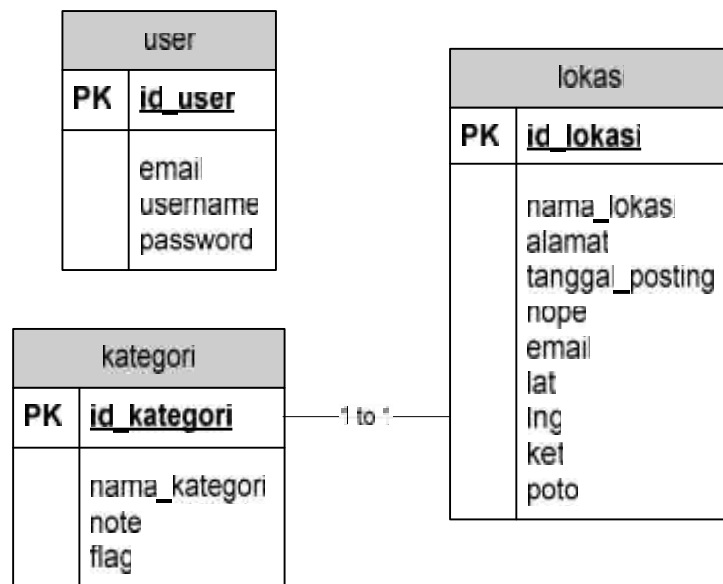 user
PK id_user
email
username
password
lokasi
PK id_lokasi
nama_lokasi
alamat
tanggal_posting
nope
email
lat
lng
ket
poto
kategori
PK id_kategori
1 to 1
nama_kategori
note
flag